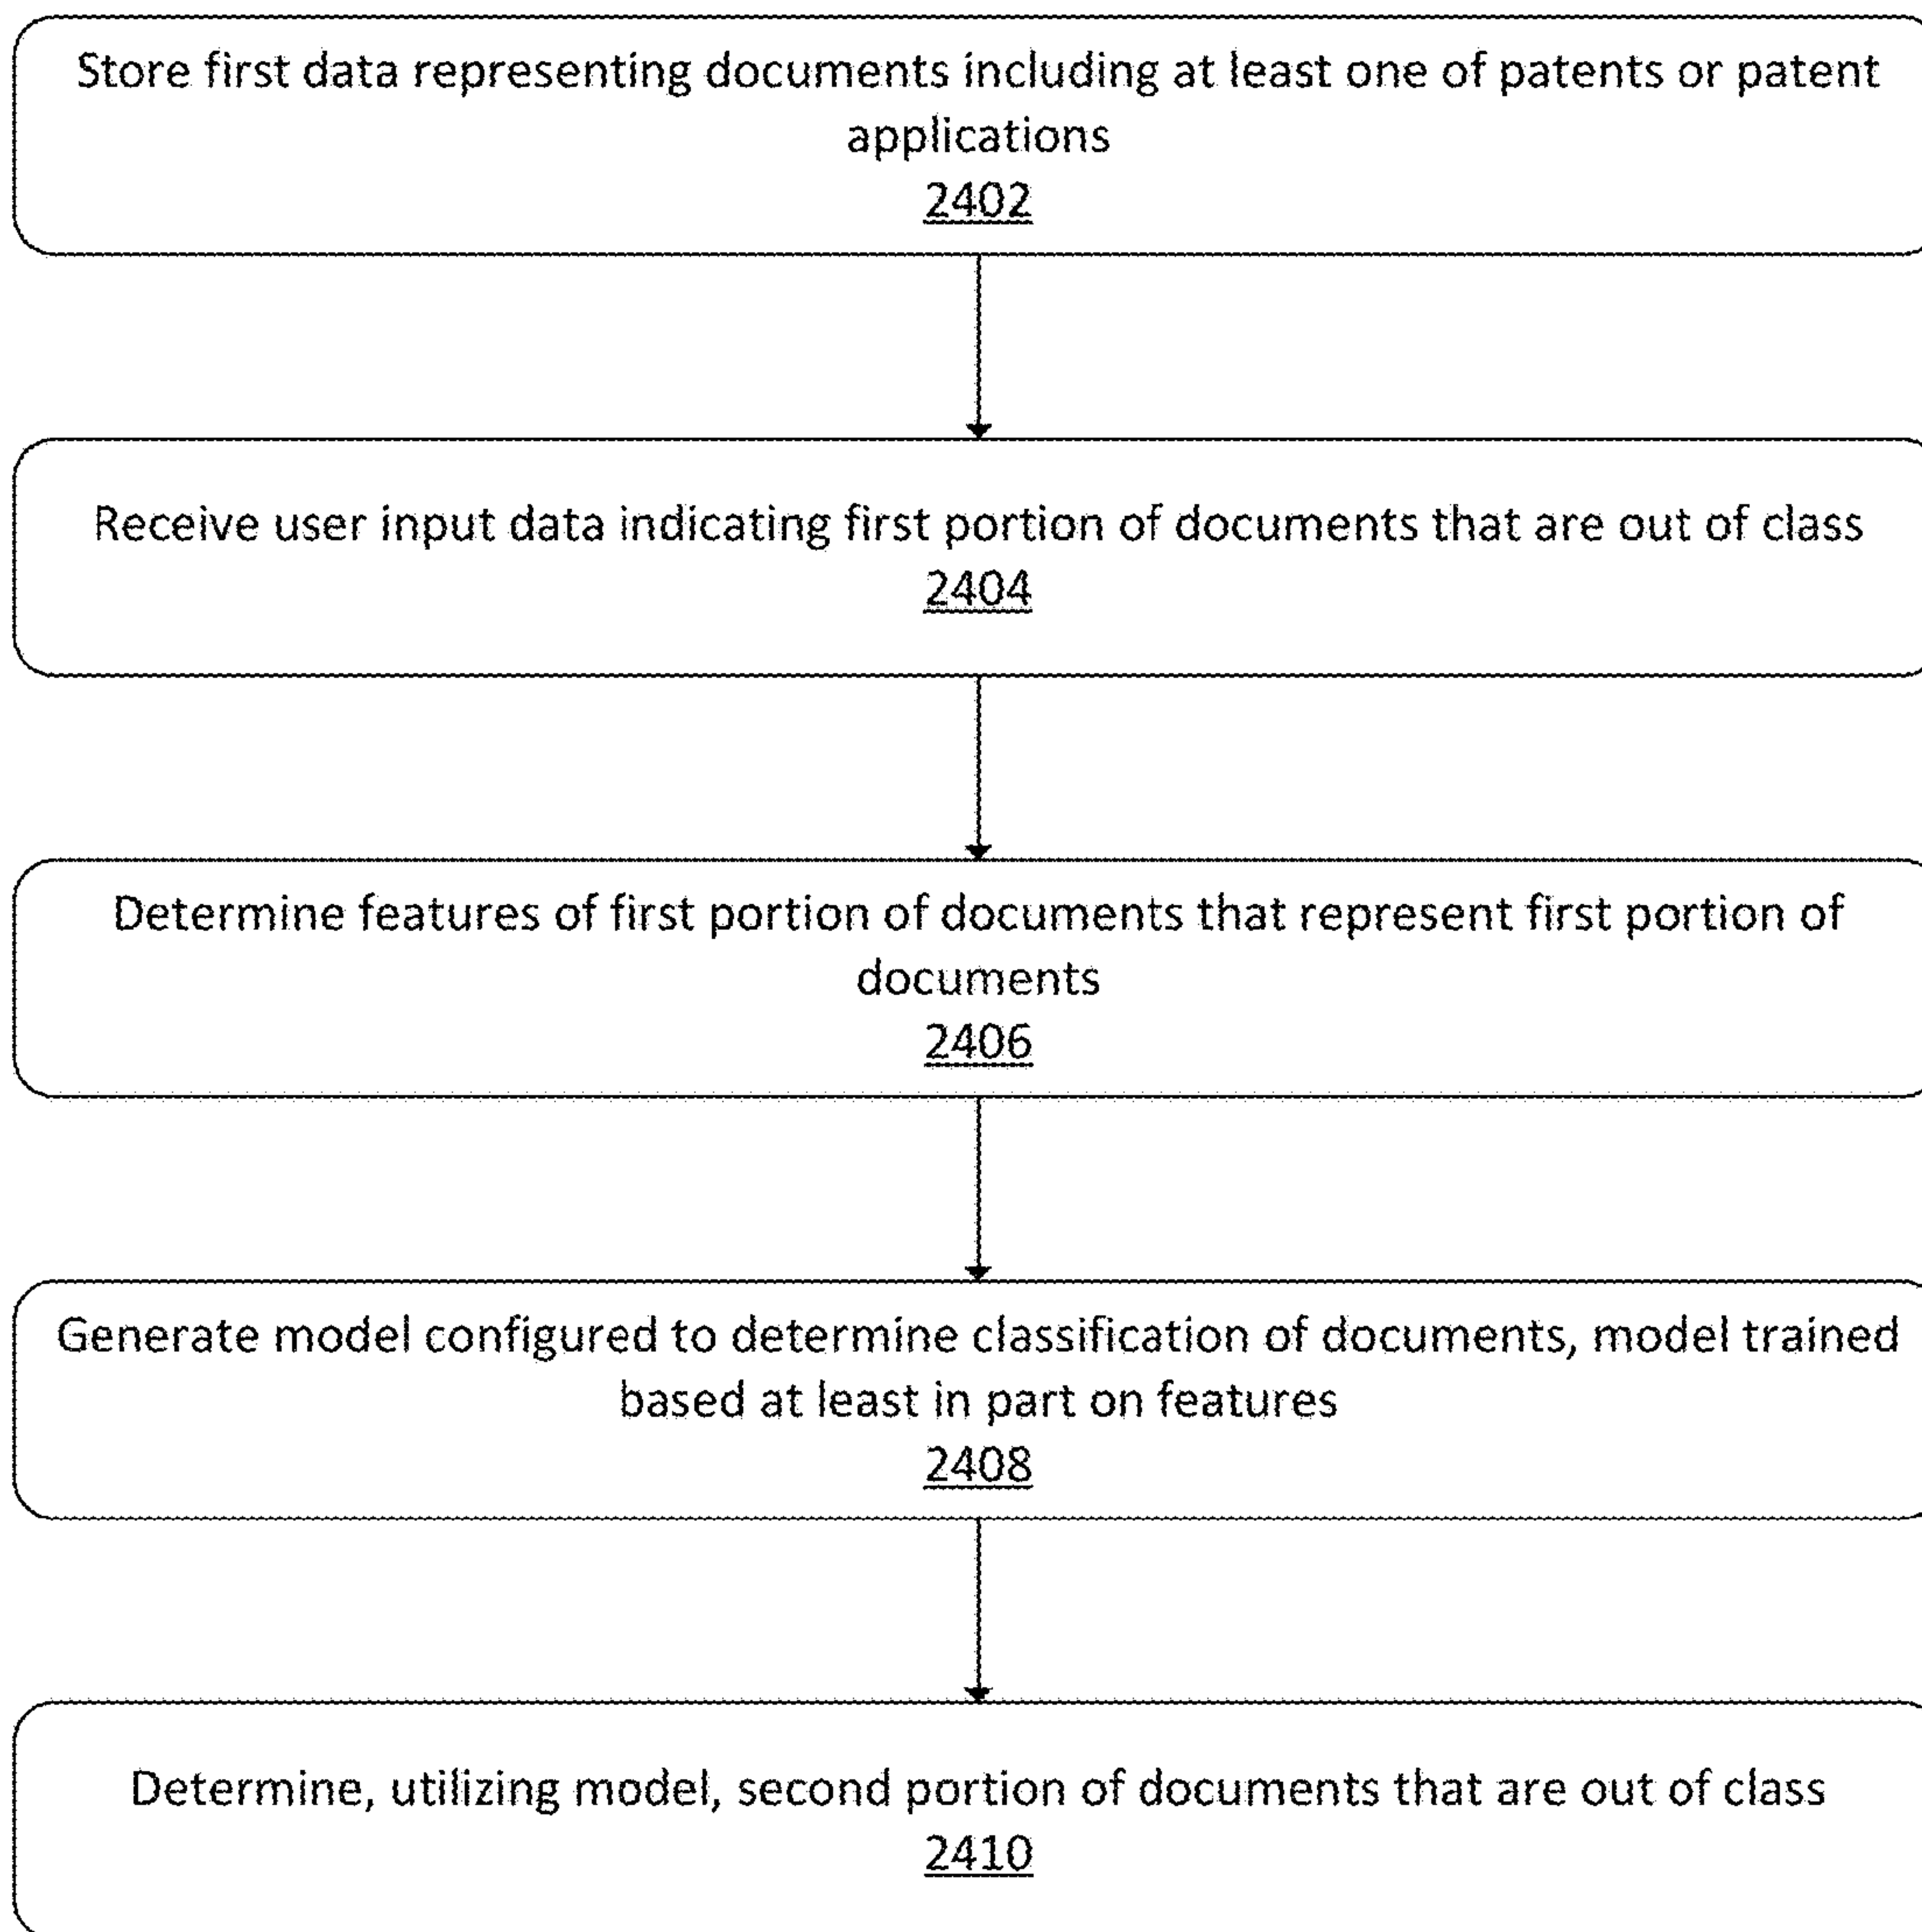 Store first data representing documents including at least one of patents or patent
applications
2402
Receive user input data indicating first portion of documents that are out of class
2404
Determine features of first portion of documents that represent first portion of
documents
2406
Generate model configured to determine classification of documents, model trained
based at least in part on features
2408
Determine, utilizing model, second portion of documents that are out of class
2410